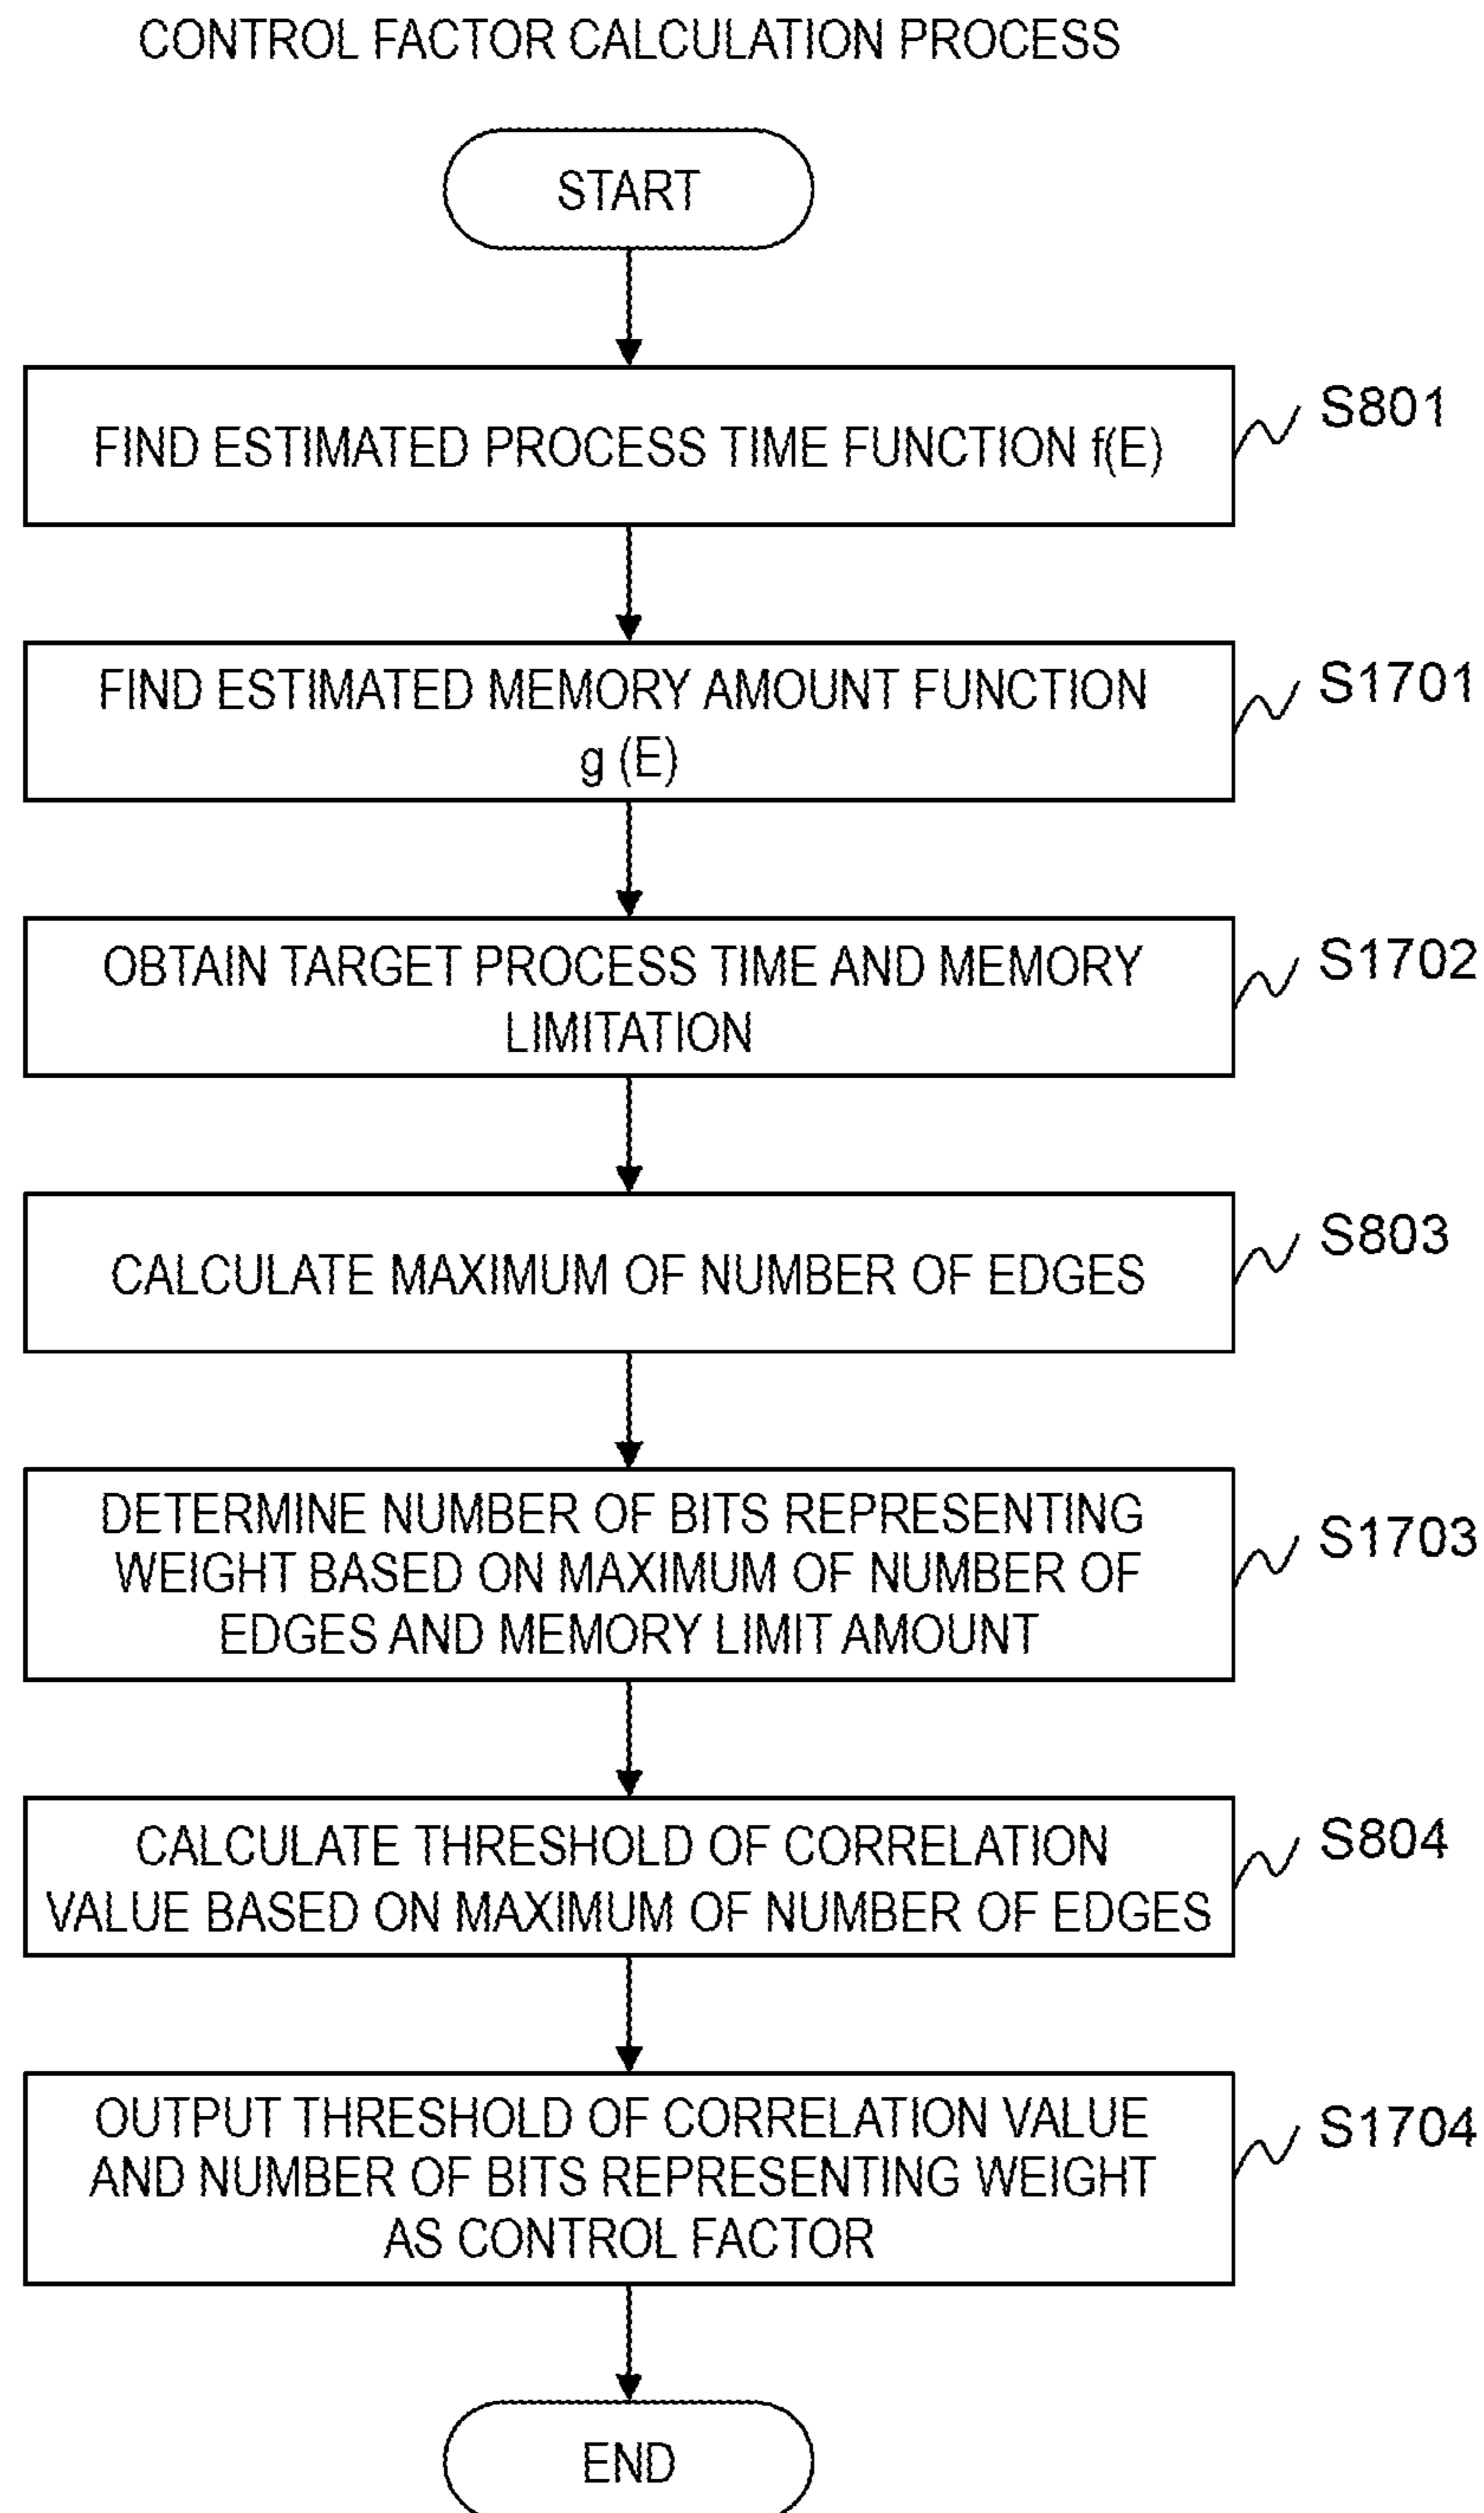 CONTROL FACTOR CALCULATION PROCESS
START
FIND ESTIMATED PROCESS TIME FUNCTION f(E)
S801
FIND ESTIMATED MEMORY AMOUNT FUNCTION
g (E)
S1701
OBTAIN TARGET PROCESS TIME AND MEMORY
LIMITATION
S1702
CALCULATE MAXIMUM OF NUMBER OF EDGES
S803
DETERMINE NUMBER OF BITS REPRESENTING
WEIGHT BASED ON MAXIMUM OF NUMBER OF
EDGES AND MEMORY LIMIT AMOUNT
S1703
CALCULATE THRESHOLD OF CORRELATION
VALUE BASED ON MAXIMUM OF NUMBER OF EDGES
S804
OUTPUT THRESHOLD OF CORRELATION VALUE
AND NUMBER OF BITS REPRESENTING WEIGHT
AS CONTROL FACTOR
S1704
END